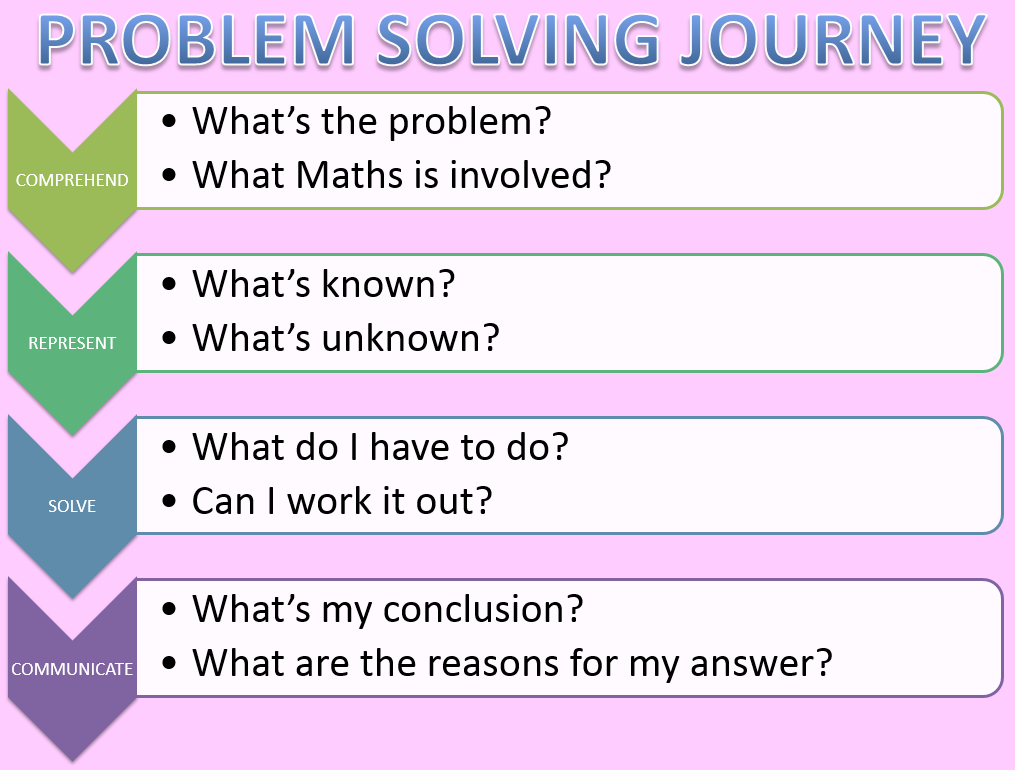 PROBLEM SOLVING JOURNEY
COMPREHEND
• What’s the problem?
• What Maths is involved?
REPRESENT
• What’s known?
• What’s unknown?
SOLVE
• What do I have to do?
• Can I work it out?
COMMUNICATE
• What’s my conclusion?
• What are the reasons for my answer?